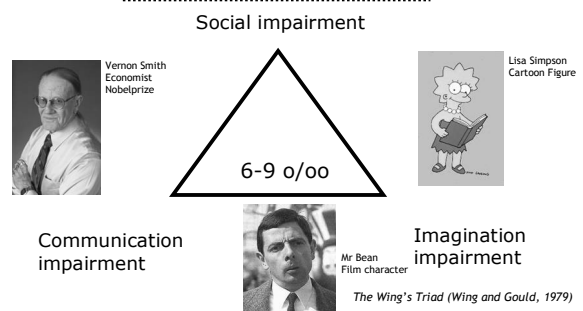 Social impairment
Vernon Smith
Economist
Nobelprize
Lisa Simpson
Cartoon Figure
6-9 o/oo
Communication
impairment
Mr Bean
Film character
Imagination
impairment
The Wing's Triad (Wing and Gould, 1979)